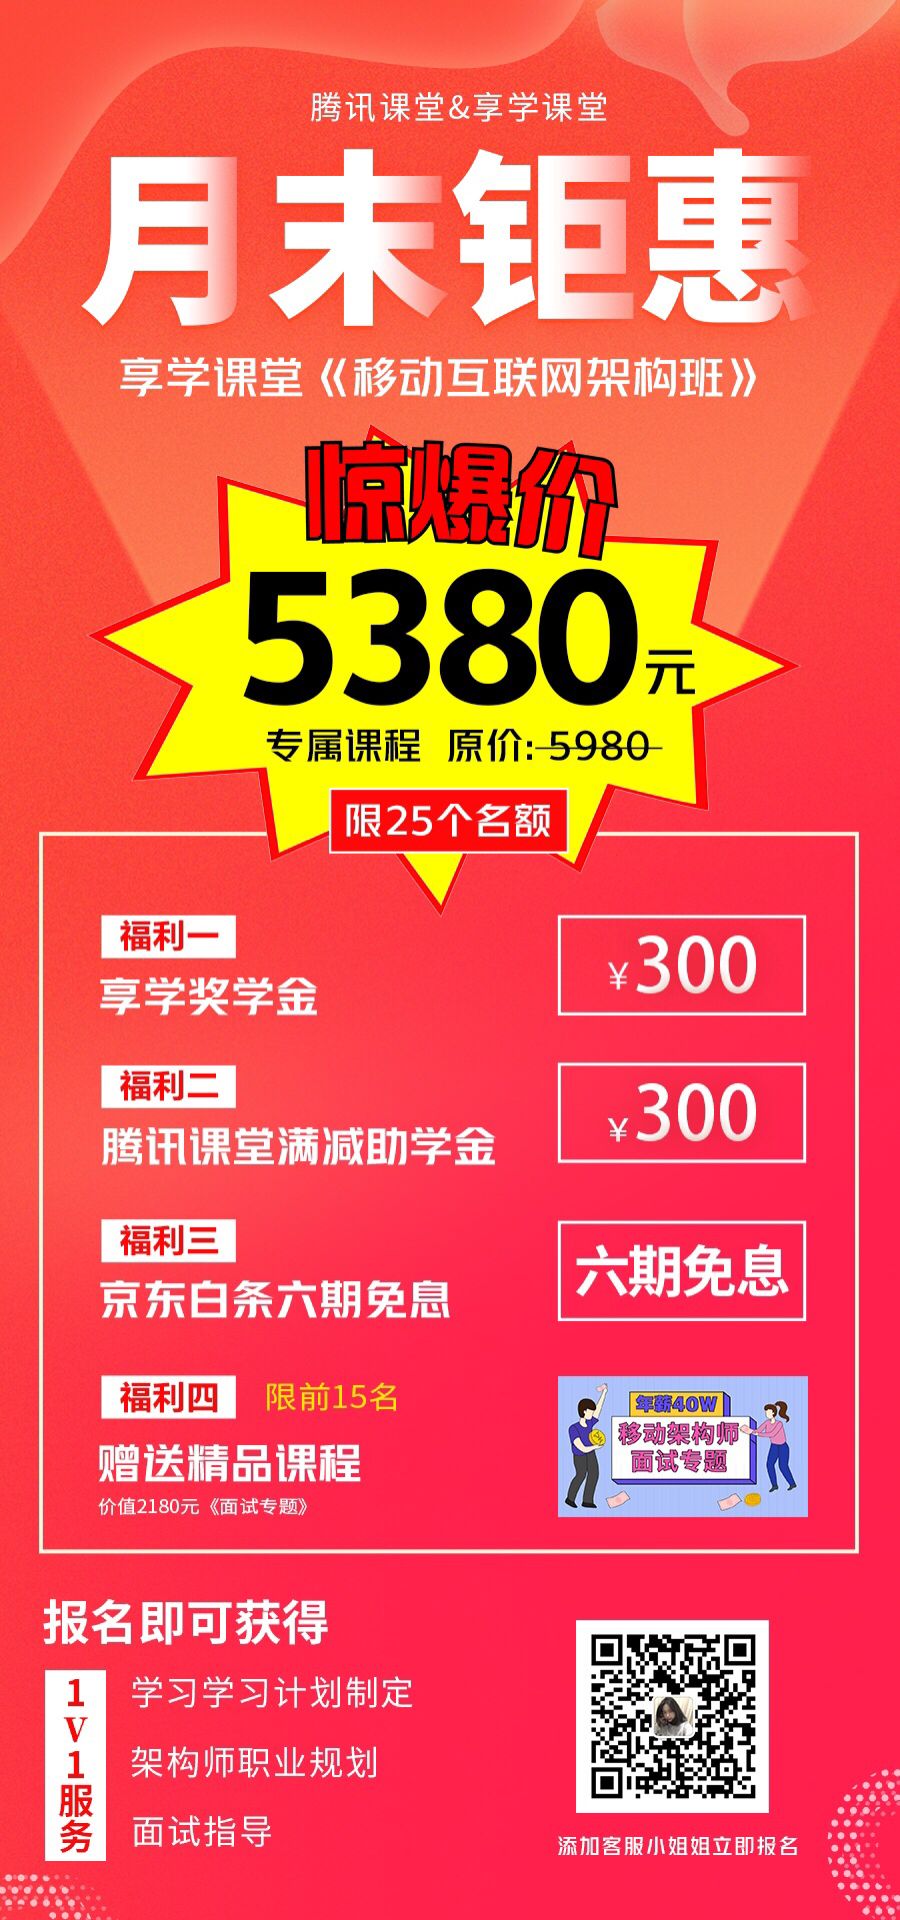 腾讯课堂&享学课堂
月末钜惠
享学课堂《移动互联网架构班》
惊爆价
5380元
专属课程 原价: 5980
限25个名额
福利一
享学奖学金
¥300
福利二
腾讯课堂满减助学金
¥300
福利三
京东白条六期免息
六期免息
福利四 限前15名
赠送精品课程
价值2180元《面试专题》
年薪40W
移动架构师
面试专题
报名即可获得
1V1服务
学习学习计划制定
架构师职业规划
面试指导
添加客服小姐姐立即报名